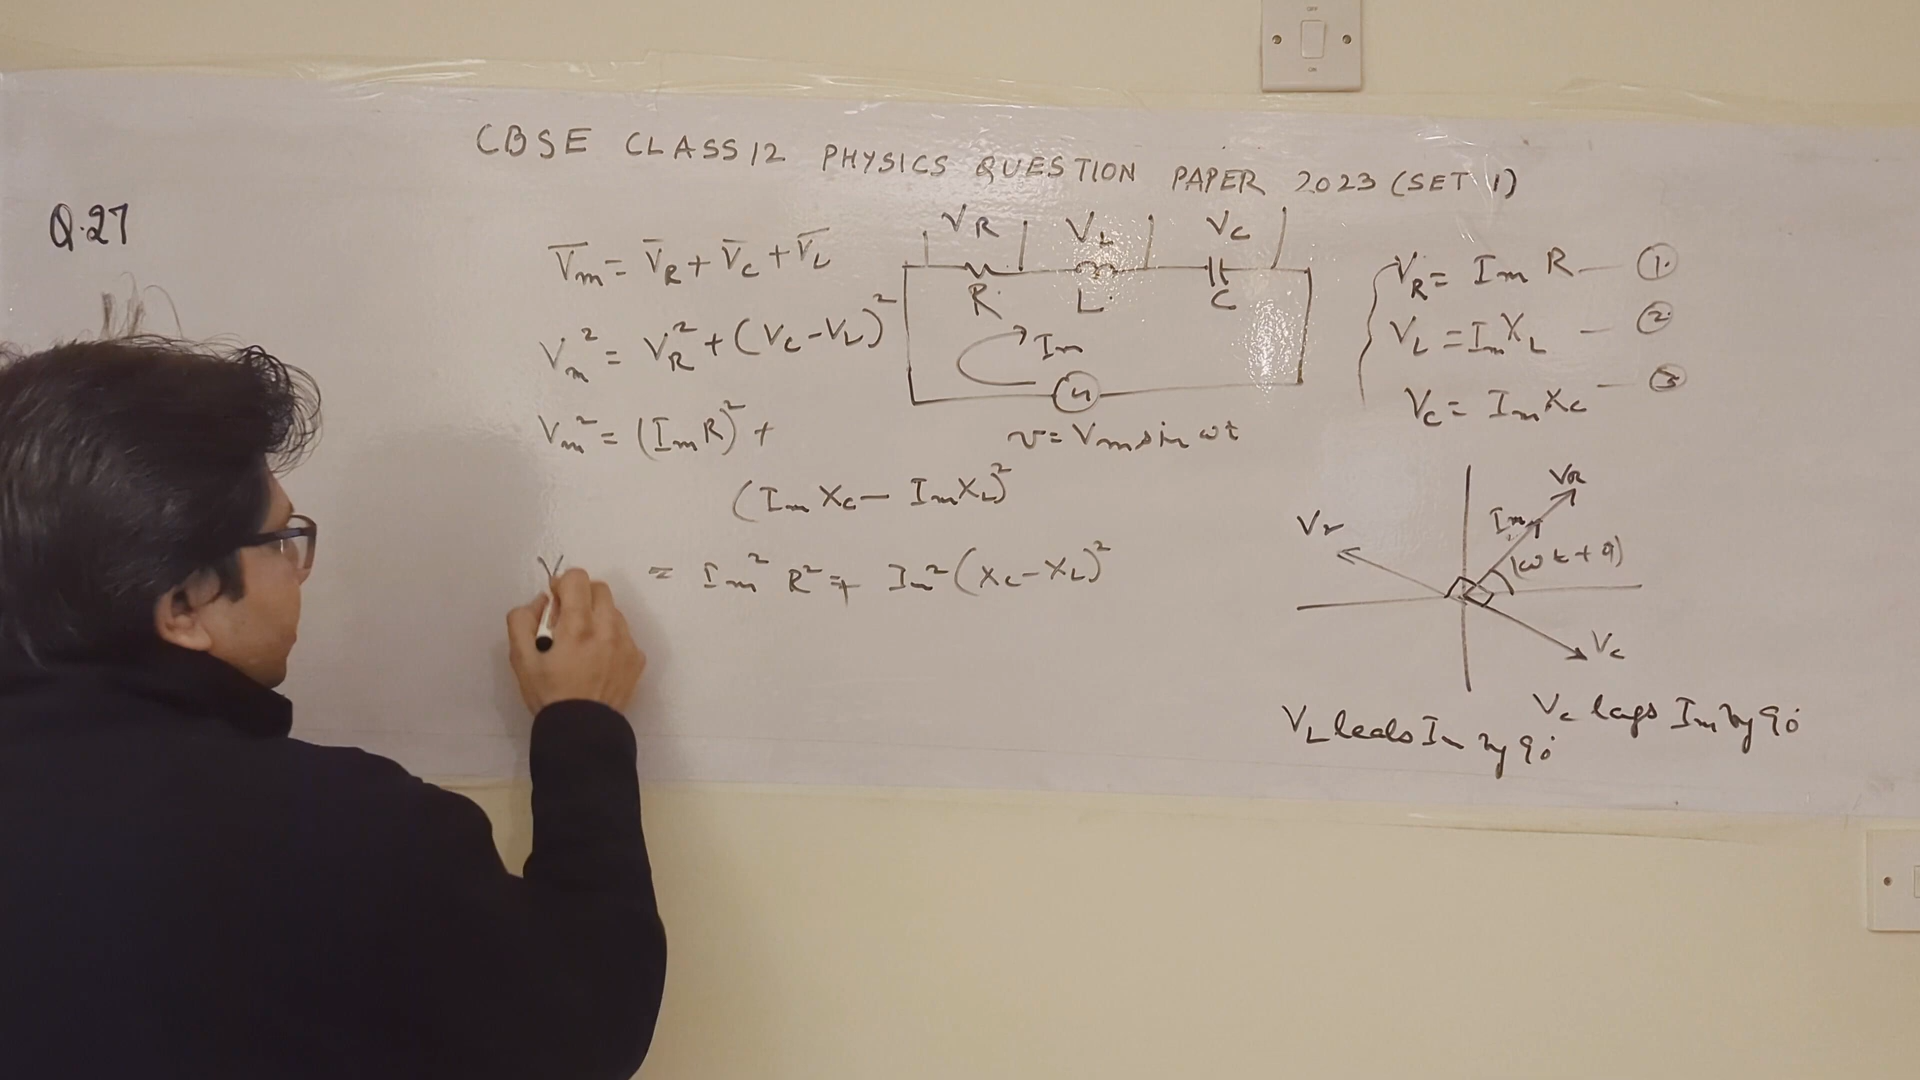 CBSE CLASS 12 PHYSICS QUESTION PAPER 2023 (SET 1)
Q.27
V̅m = V̅R + V̅C + V̅L
Vm² = VR² + (VC − VL)²
Vm² = (Im R)² +
(Im XC − Im XL)²
V = Im² R² + Im² (XC − XL)²
VR VL VC
R L C
Im
v = Vm sin ωt
VR = Im R — 1.
VL = Im XL — 2.
VC = Im XC — 3
VR
Im
(ωt + φ)
VC
VL leads Im by 90°
VC lags Im by 90°